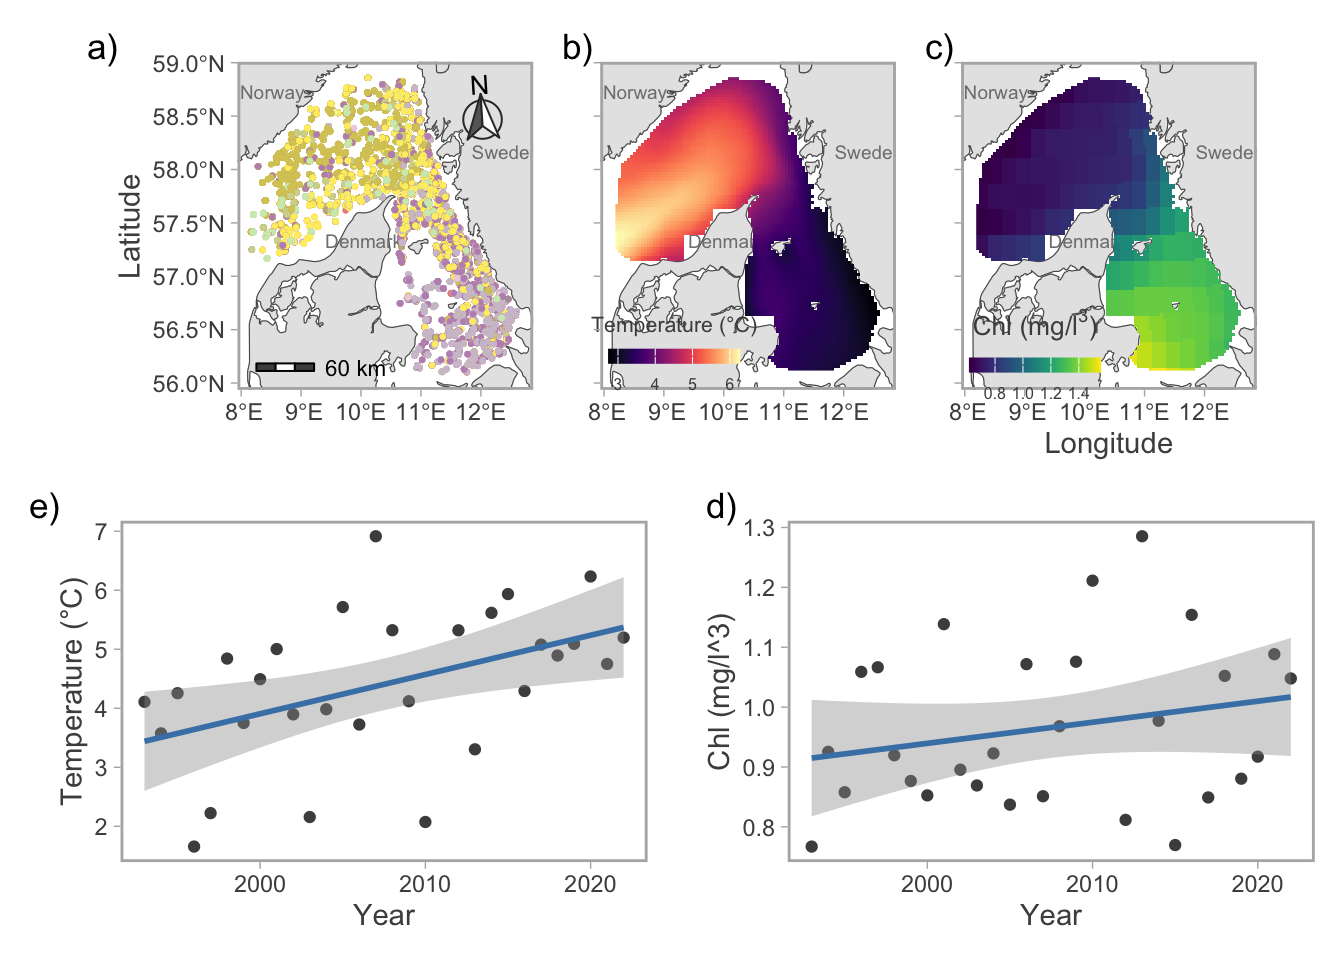 a)
b)
c)
59.0°N
58.5°N
58.0°N
57.5°N
57.0°N
56.5°N
56.0°N
Latitude
Norway
Swede
Denmark
N
60 km
8°E 9°E 10°E 11°E 12°E
Norway
Swede
Denmar
Temperature (°C)
3 4 5 6
8°E 9°E 10°E 11°E 12°E
Norway
Swede
Denmar
Chl (mg/l³)
0.8 1.0 1.2 1.4
8°E 9°E 10°E 11°E 12°E
Longitude
e)
7
6
5
4
3
2
Temperature (°C)
2000 2010 2020
Year
d)
1.3
1.2
1.1
1.0
0.9
0.8
Chl (mg/l^3)
2000 2010 2020
Year